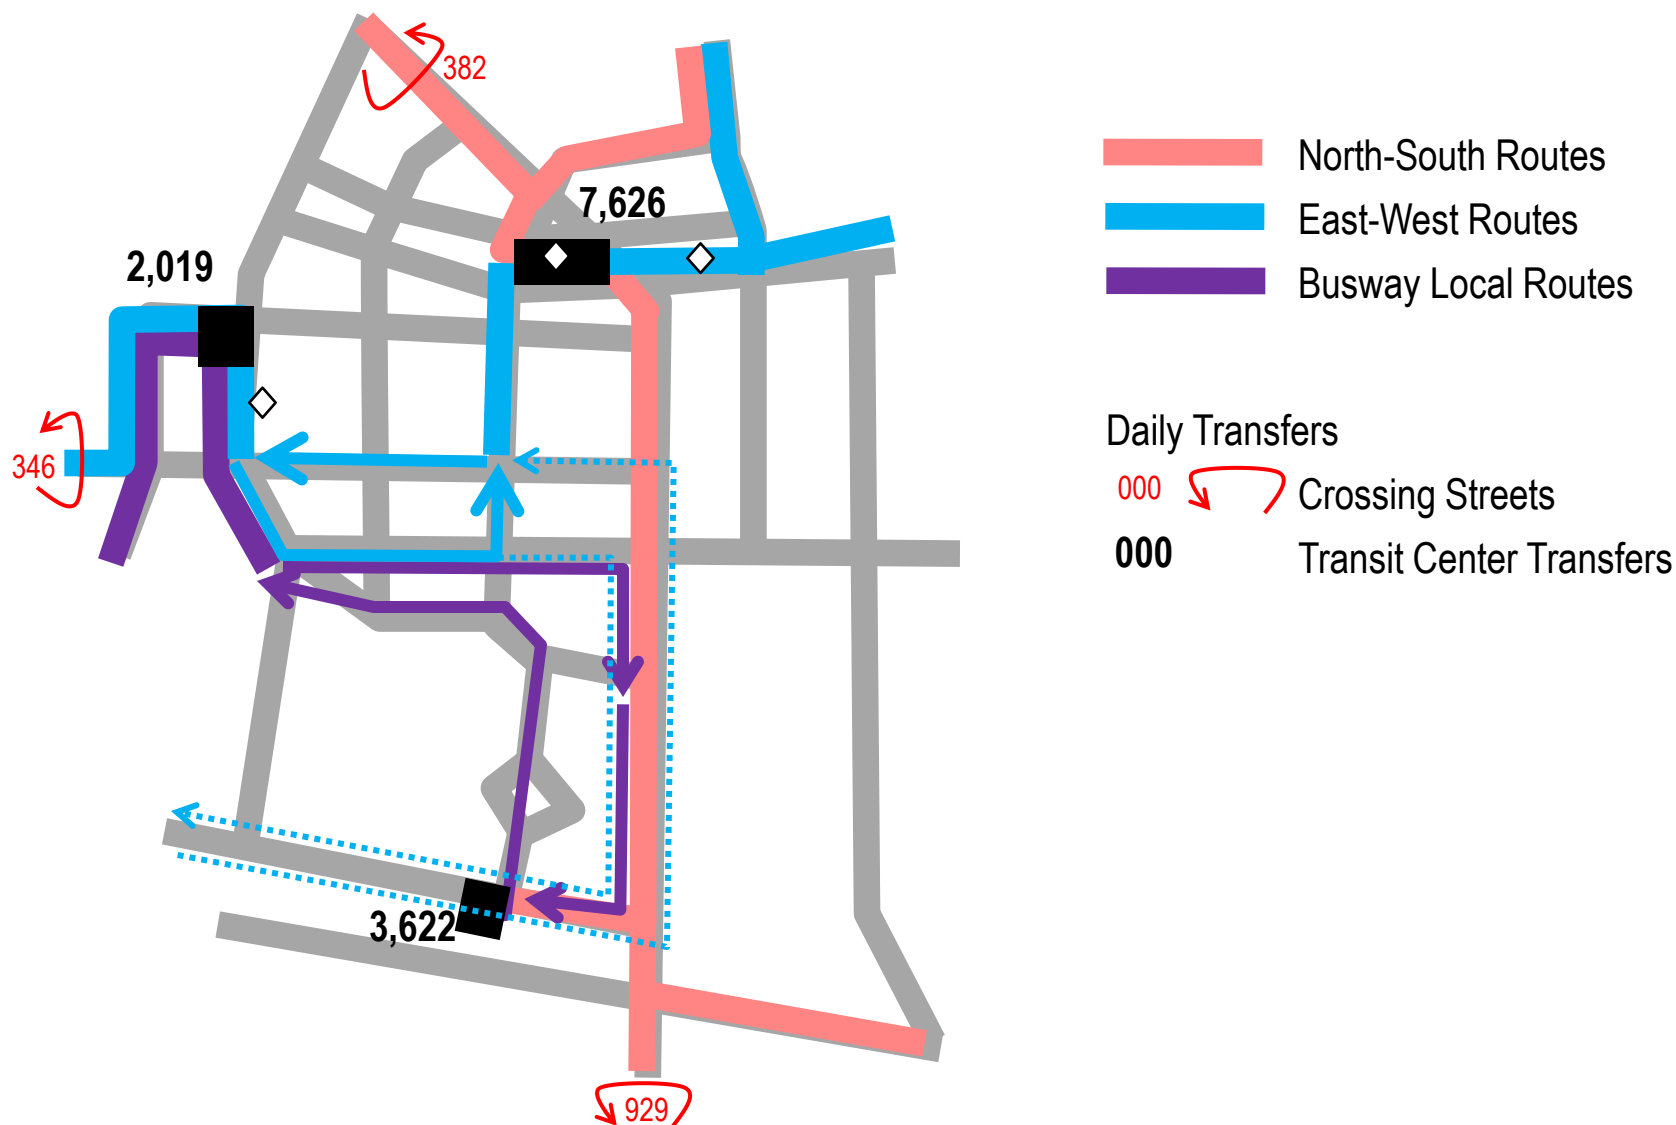 382
7,626
2,019
346
3,622
929
North-South Routes
East-West Routes
Busway Local Routes
Daily Transfers
000 Crossing Streets
000 Transit Center Transfers